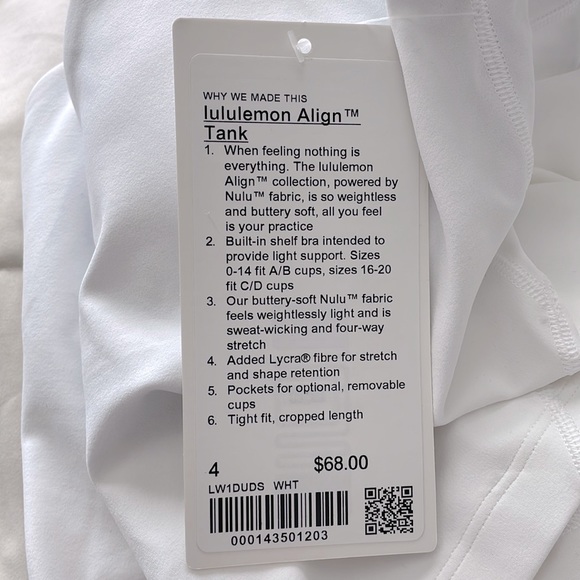 WHY WE MADE THIS
lululemon Align™
Tank
1. When feeling nothing is
everything. The lululemon
Align™ collection, powered by
Nulu™ fabric, is so weightless
and buttery soft, all you feel
is your practice
2. Built-in shelf bra intended to
provide light support. Sizes
0-14 fit A/B cups, sizes 16-20
fit C/D cups
3. Our buttery-soft Nulu™ fabric
feels weightlessly light and is
sweat-wicking and four-way
stretch
4. Added Lycra® fibre for stretch
and shape retention
5. Pockets for optional, removable
cups
6. Tight fit, cropped length
4 $68.00
LW1DUDS WHT
000143501203